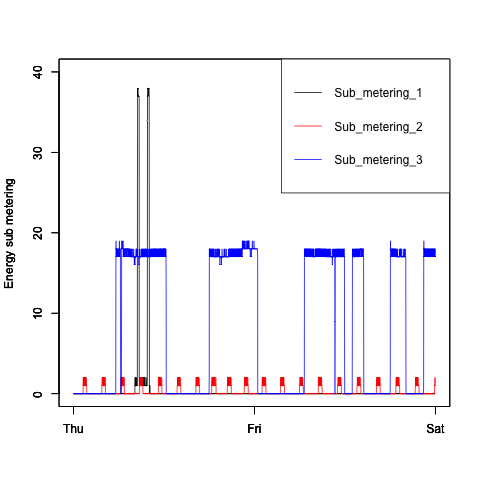 40
30
20
10
0
Energy sub metering
Sub_metering_1
Sub_metering_2
Sub_metering_3
Thu Fri Sat